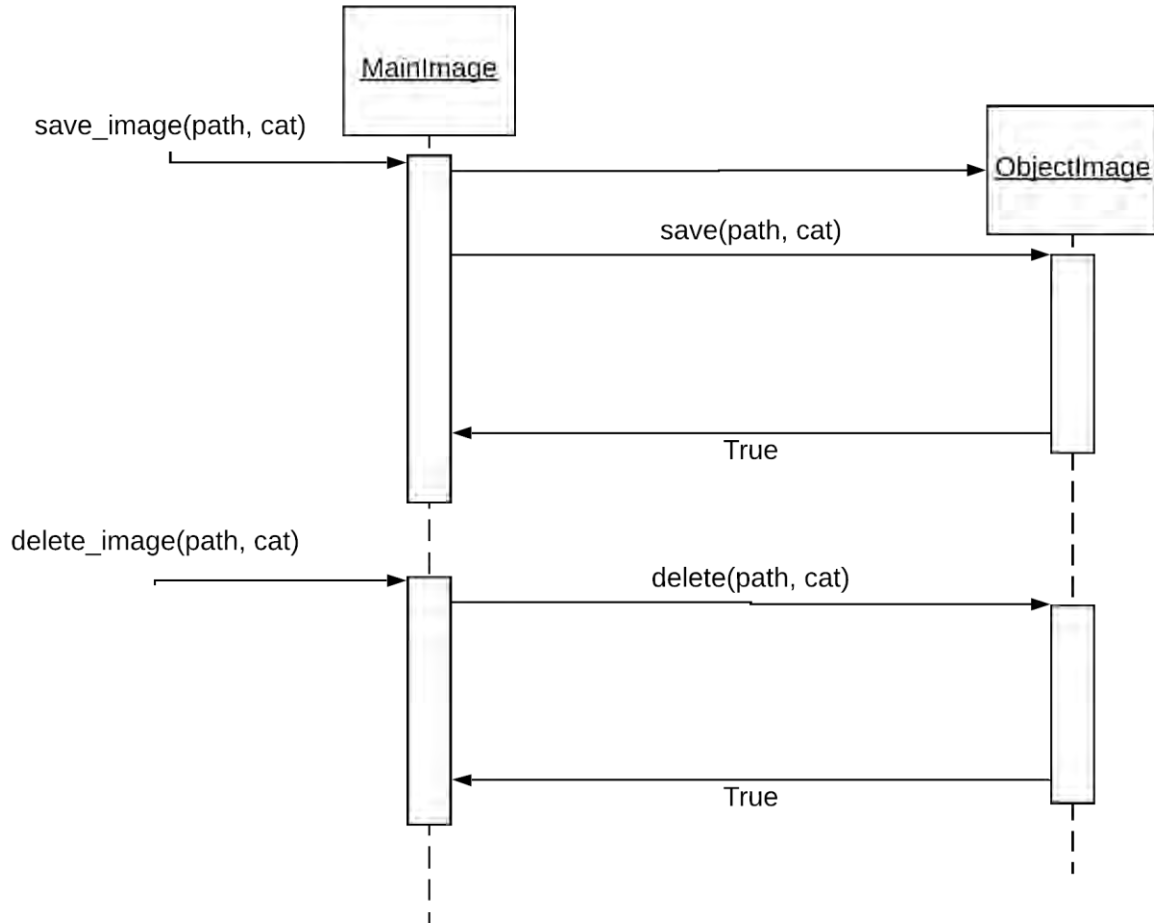 MainImage
save_image(path, cat)
ObjectImage
save(path, cat)
True
delete_image(path, cat)
delete(path, cat)
True